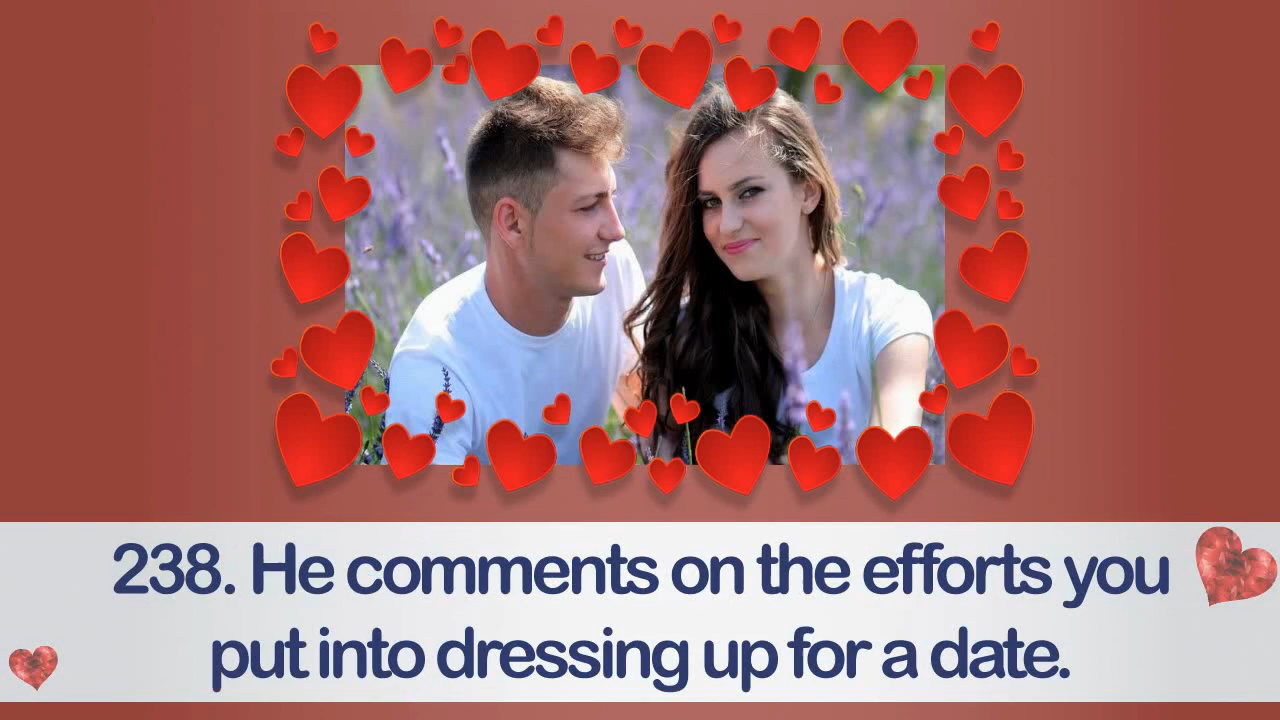 238. He comments on the efforts you
put into dressing up for a date.